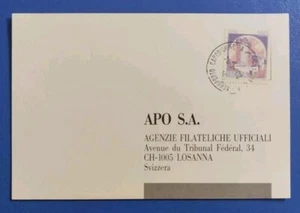 APO S.A.
AGENZIE FILATELICHE UFFICIALI
Avenue du Tribunal Fédéral, 34
CH-1005 LOSANNA
Svizzera